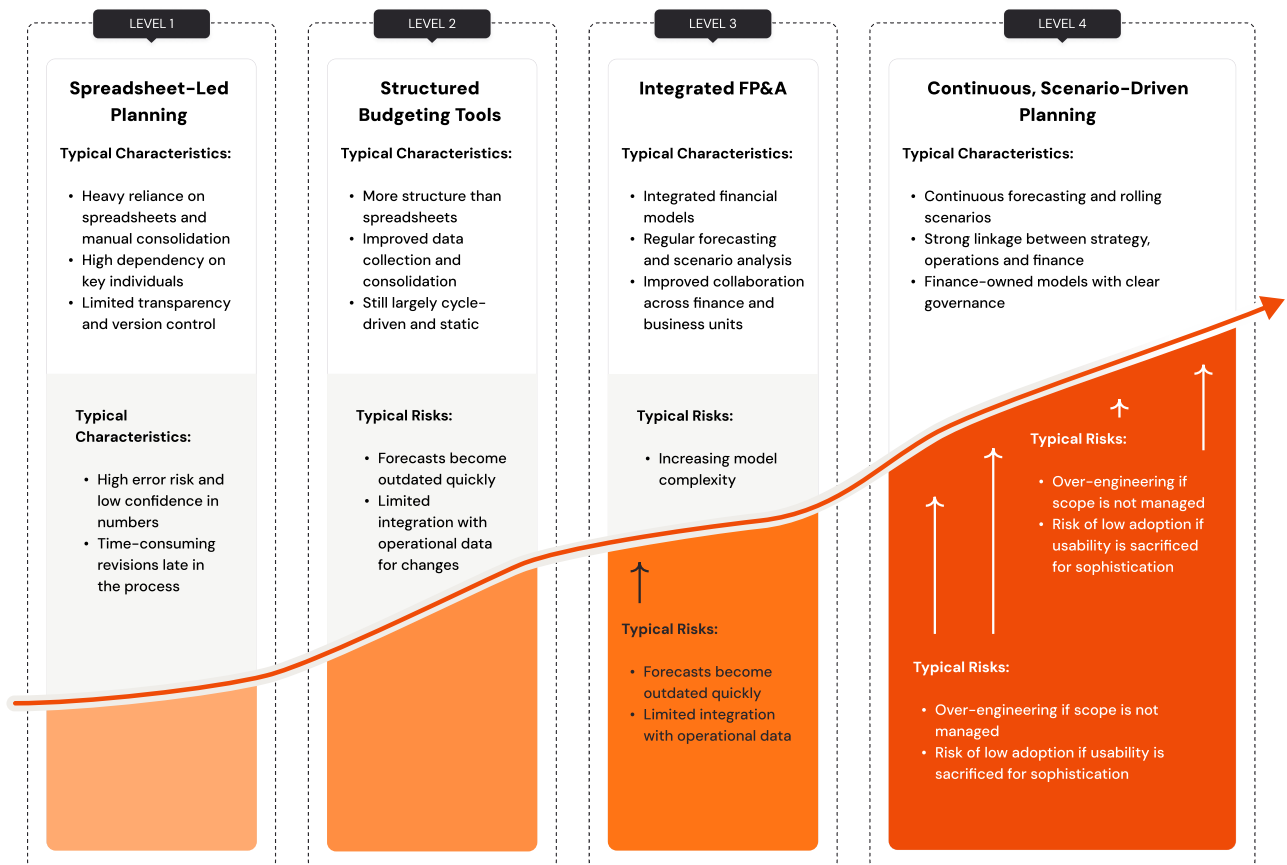 LEVEL 1
Spreadsheet-Led
Planning
Typical Characteristics:
• Heavy reliance on
spreadsheets and
manual consolidation
• High dependency on
key individuals
• Limited transparency
and version control
Typical
Characteristics:
• High error risk and
low confidence in
numbers
• Time-consuming
revisions late in
the process
LEVEL 2
Structured
Budgeting Tools
Typical Characteristics:
• More structure than
spreadsheets
• Improved data
collection and
consolidation
• Still largely cycle-
driven and static
Typical Risks:
• Forecasts become
outdated quickly
• Limited
integration with
operational data
for changes
LEVEL 3
Integrated FP&A
Typical Characteristics:
• Integrated financial
models
• Regular forecasting
and scenario analysis
• Improved collaboration
across finance and
business units
Typical Risks:
• Increasing model
complexity
Typical Risks:
• Forecasts become
outdated quickly
• Limited integration
with operational data
LEVEL 4
Continuous, Scenario-Driven
Planning
Typical Characteristics:
• Continuous forecasting and rolling
scenarios
• Strong linkage between strategy,
operations and finance
• Finance-owned models with clear
governance
Typical Risks:
• Over-engineering if
scope is not managed
• Risk of low adoption if
usability is sacrificed
for sophistication
Typical Risks:
• Over-engineering if scope is not
managed
• Risk of low adoption if usability is
sacrificed for sophistication